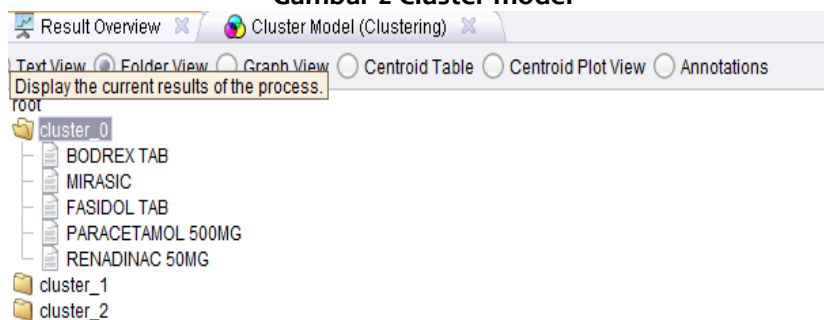 Gambar 2 Cluster model
Result Overview Cluster Model (Clustering)
Text View Folder View Graph View Centroid Table Centroid Plot View Annotations
Display the current results of the process.
root
cluster_0
BODREX TAB
MIRASIC
FASIDOL TAB
PARACETAMOL 500MG
RENADINAC 50MG
cluster_1
cluster_2